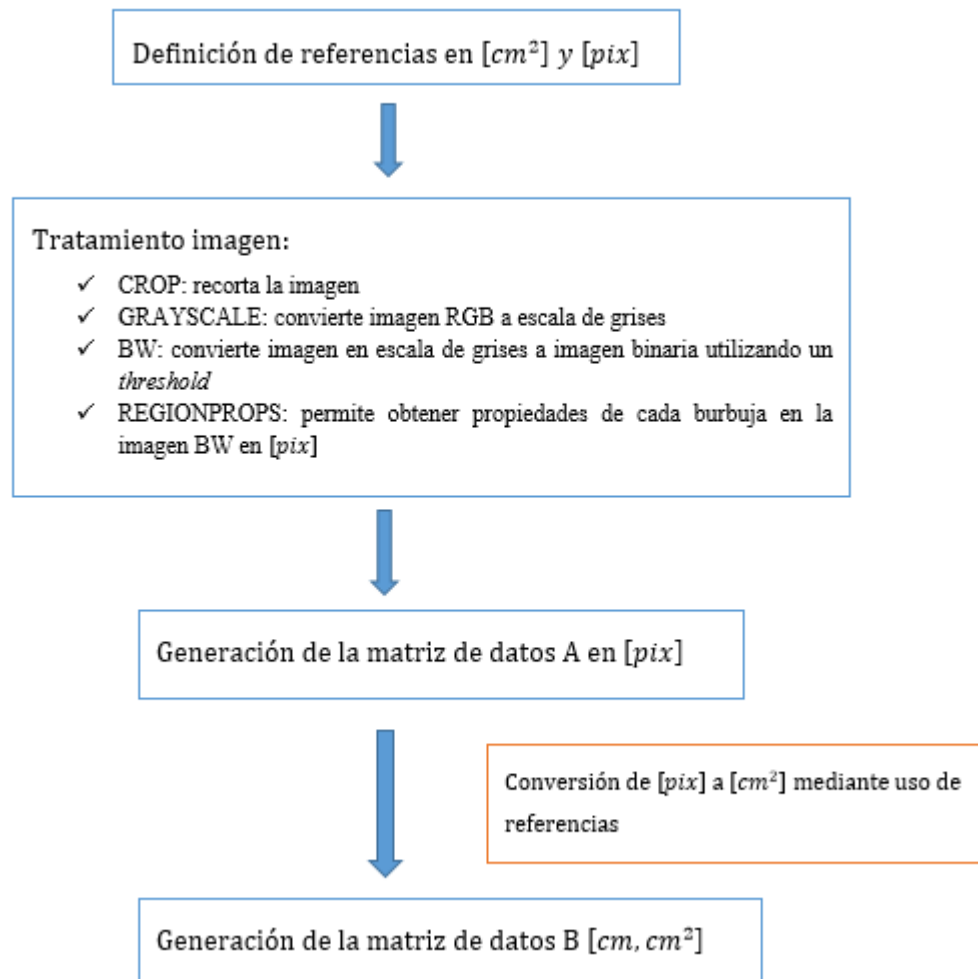 Definición de referencias en [cm²] y [pix]
Tratamiento imagen:
✓ CROP: recorta la imagen
✓ GRAYSCALE: convierte imagen RGB a escala de grises
✓ BW: convierte imagen en escala de grises a imagen binaria utilizando un
threshold
✓ REGIONPROPS: permite obtener propiedades de cada burbuja en la
imagen BW en [pix]
Generación de la matriz de datos A en [pix]
Conversión de [pix] a [cm²] mediante uso de
referencias
Generación de la matriz de datos B [cm, cm²]